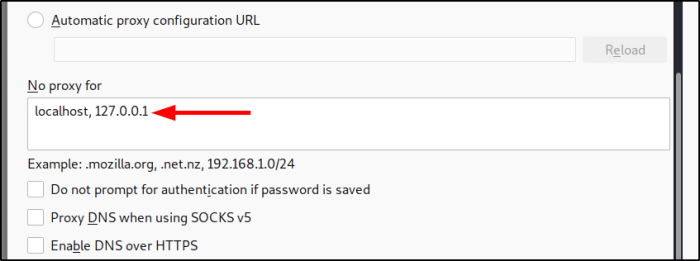 Automatic proxy configuration URL
Reload
No proxy for
localhost, 127.0.0.1
Example: .mozilla.org, .net.nz, 192.168.1.0/24
Do not prompt for authentication if password is saved
Proxy DNS when using SOCKS v5
Enable DNS over HTTPS